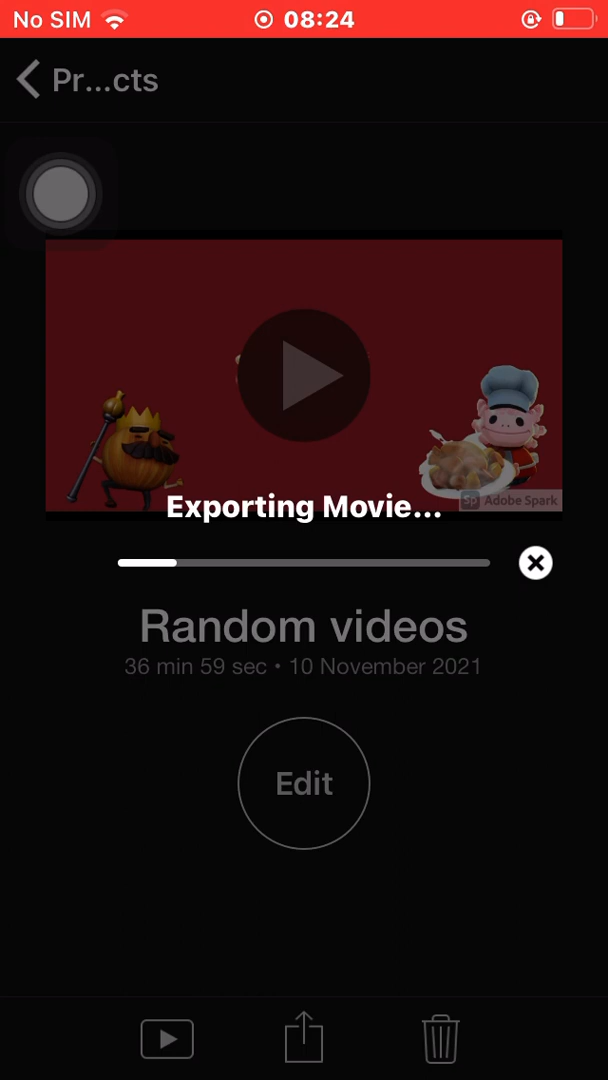 No SIM 08:24
Pr...cts
Sp Adobe Spark
Exporting Movie...
Random videos
36 min 59 sec • 10 November 2021
Edit